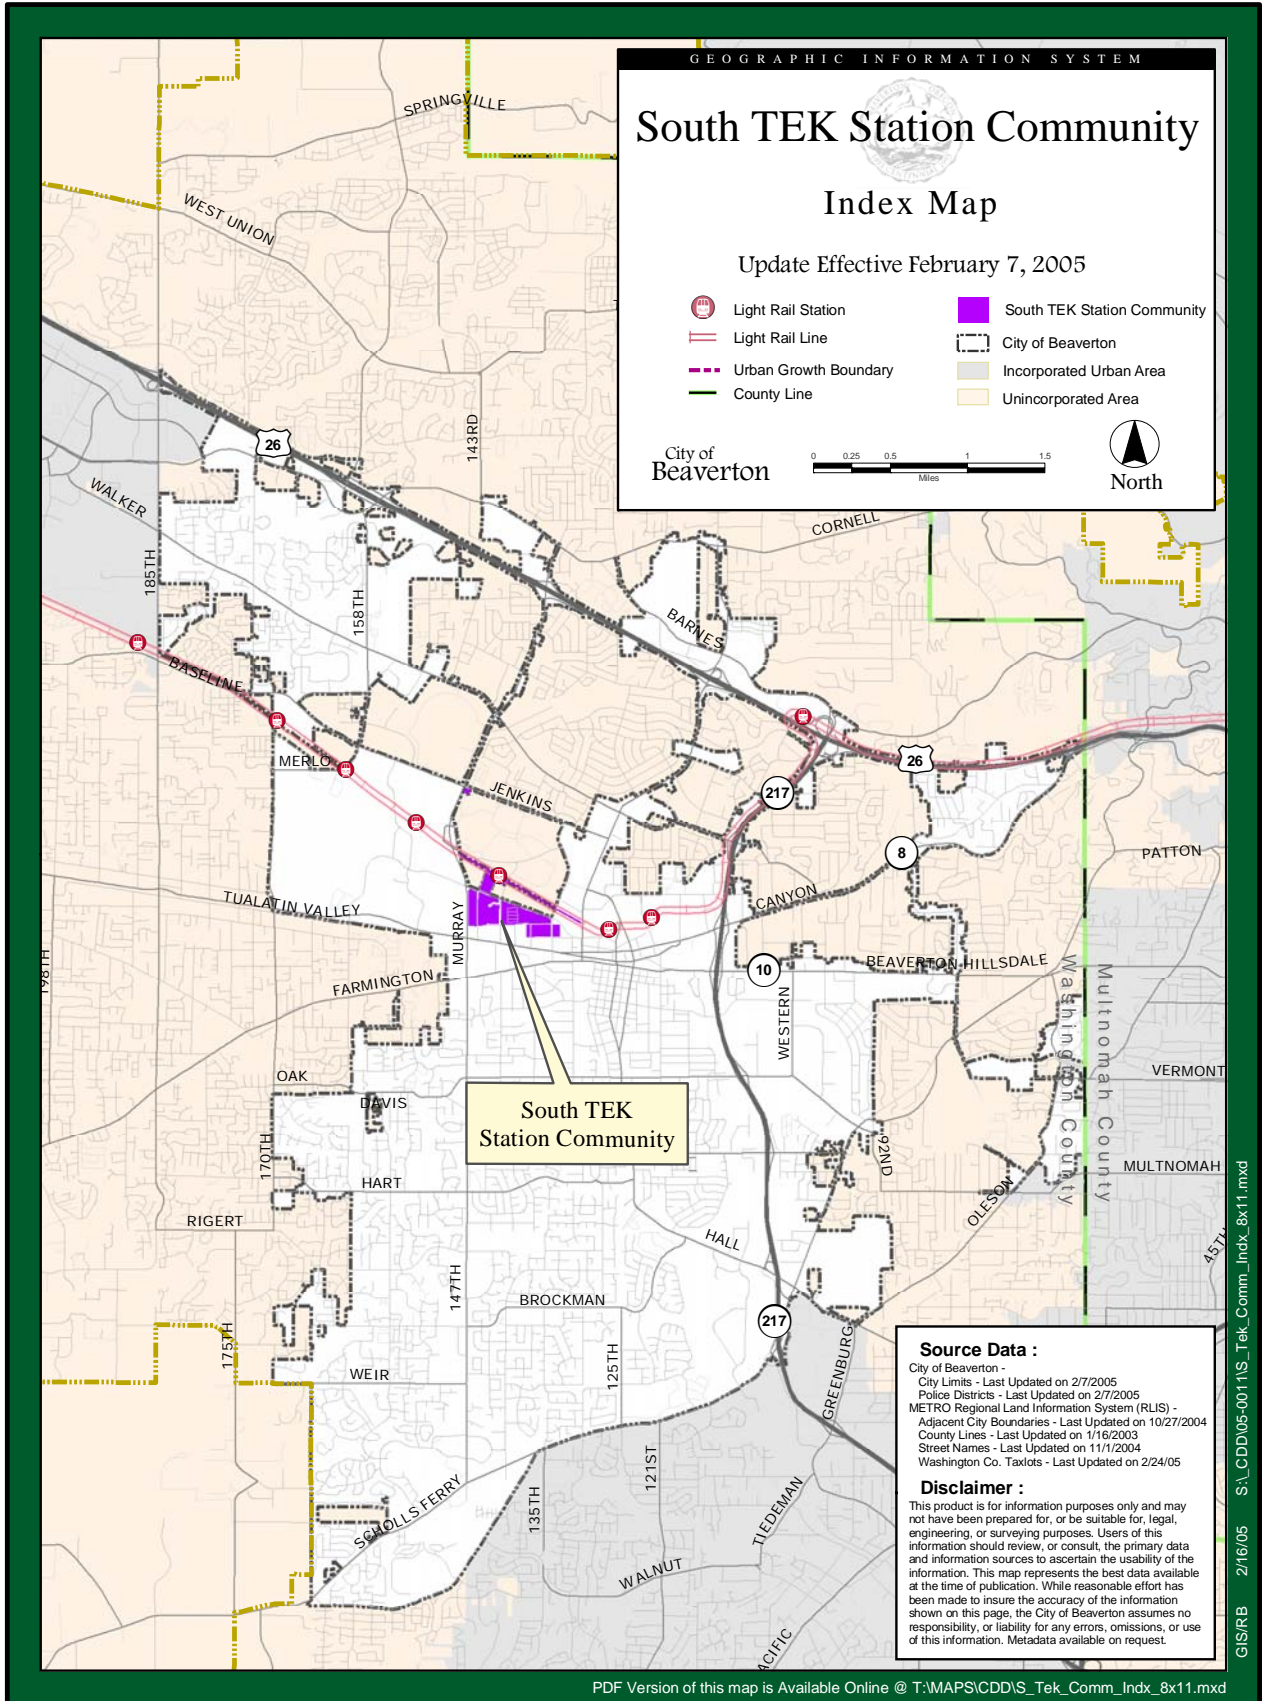 GEOGRAPHIC INFORMATION SYSTEM
South TEK Station Community
Index Map
Update Effective February 7, 2005
Light Rail Station
Light Rail Line
Urban Growth Boundary
County Line
South TEK Station Community
City of Beaverton
Incorporated Urban Area
Unincorporated Area
City of
Beaverton
0 0.25 0.5 1 1.5
Miles
North
SPRINGVILLE
WEST UNION
143RD
26
WALKER
185TH
158TH
CORNELL
BARNES
BASELINE
MERLO
JENKINS
26
217
8
PATTON
CANYON
TUALATIN VALLEY
MURRAY
198TH
FARMINGTON
10
BEAVERTON HILLSDALE
WESTERN
Washington County
Multnomah County
OAK
DAVIS
VERMONT
South TEK
Station Community
170TH
92ND
MULTNOMAH
HART
OLESON
RIGERT
HALL
45TH
147TH
BROCKMAN
217
175TH
125TH
GREENBURG
WEIR
121ST
SCHOLLS FERRY
135TH
TIEDEMAN
WALNUT
Source Data :
City of Beaverton -
City Limits - Last Updated on 2/7/2005
Police Districts - Last Updated on 2/7/2005
METRO Regional Land Information System (RLIS) -
Adjacent City Boundaries - Last Updated on 10/27/2004
County Lines - Last Updated on 1/16/2003
Street Names - Last Updated on 11/1/2004
Washington Co. Taxlots - Last Updated on 2/24/05
Disclaimer :
This product is for information purposes only and may
not have been prepared for, or be suitable for, legal,
engineering, or surveying purposes. Users of this
information should review, or consult, the primary data
and information sources to ascertain the usability of the
information. This map represents the best data available
at the time of publication. While reasonable effort has
been made to insure the accuracy of the information
shown on this page, the City of Beaverton assumes no
responsibility, or liability for any errors, omissions, or use
of this information. Metadata available on request.
ACIFIC
GIS/RB 2/16/05 S:\_CDD\05-0011\S_Tek_Comm_Indx_8x11.mxd
PDF Version of this map is Available Online @ T:\MAPS\CDD\S_Tek_Comm_Indx_8x11.mxd